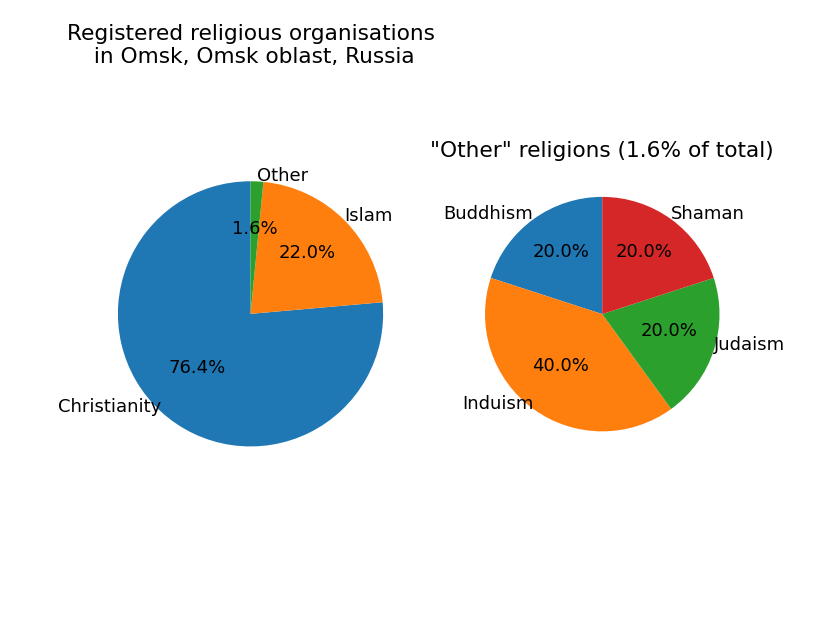 Registered religious organisations
in Omsk, Omsk oblast, Russia
Other
1.6%
Islam
22.0%
76.4%
Christianity
"Other" religions (1.6% of total)
Buddhism
Shaman
20.0%
20.0%
20.0%
Judaism
40.0%
Induism